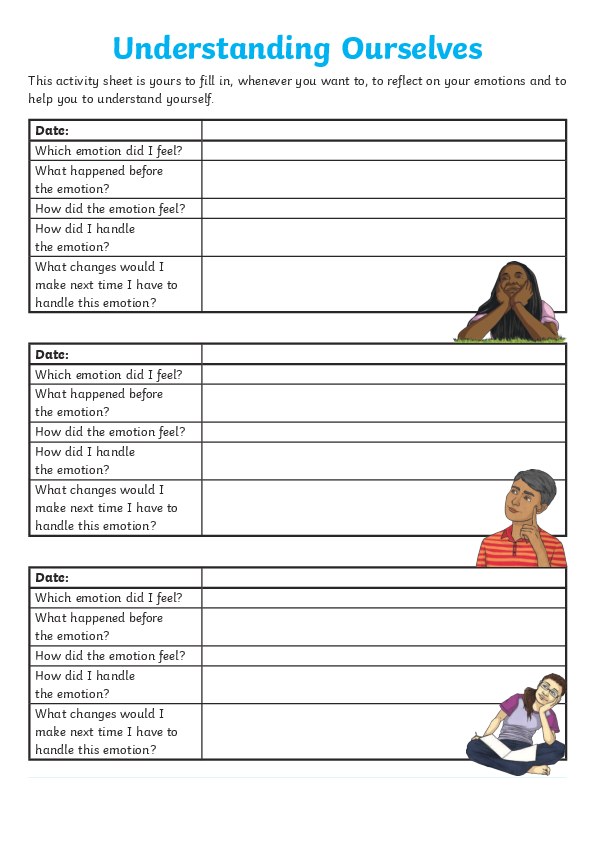 Understanding Ourselves
This activity sheet is yours to fill in, whenever you want to, to reflect on your emotions and to
help you to understand yourself.
Date:
Which emotion did I feel?
What happened before
the emotion?
How did the emotion feel?
How did I handle
the emotion?
What changes would I
make next time I have to
handle this emotion?
Date:
Which emotion did I feel?
What happened before
the emotion?
How did the emotion feel?
How did I handle
the emotion?
What changes would I
make next time I have to
handle this emotion?
Date:
Which emotion did I feel?
What happened before
the emotion?
How did the emotion feel?
How did I handle
the emotion?
What changes would I
make next time I have to
handle this emotion?